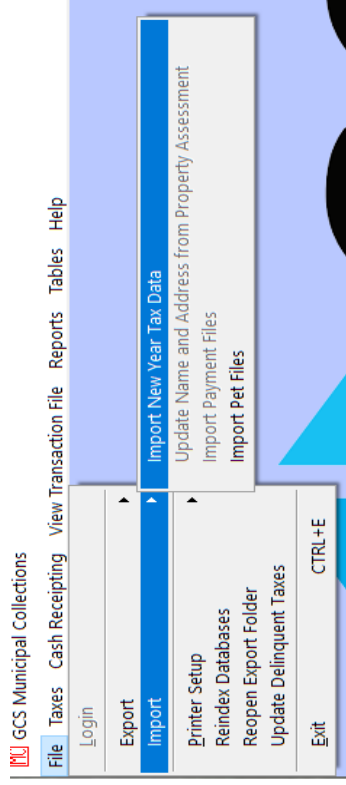 MC GCS Municipal Collections
File Taxes Cash Receipting View Transaction File Reports Tables Help
Login
Export
Import
Import New Year Tax Data
Update Name and Address from Property Assessment
Import Payment Files
Import Pet Files
Printer Setup
Reindex Databases
Reopen Export Folder
Update Delinquent Taxes
Exit CTRL+E